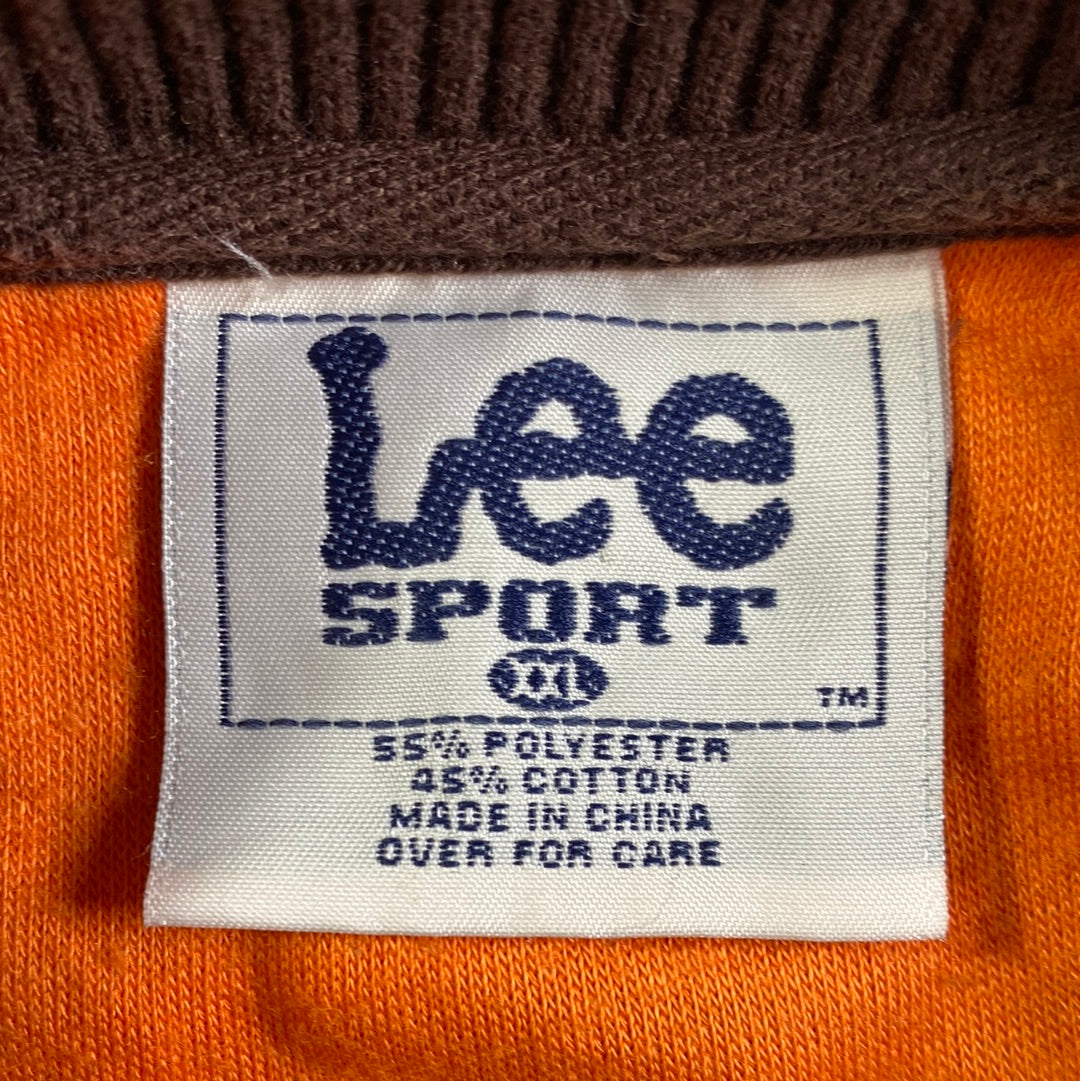 Lee
SPORT
XXL
TM
55% POLYESTER
45% COTTON
MADE IN CHINA
OVER FOR CARE